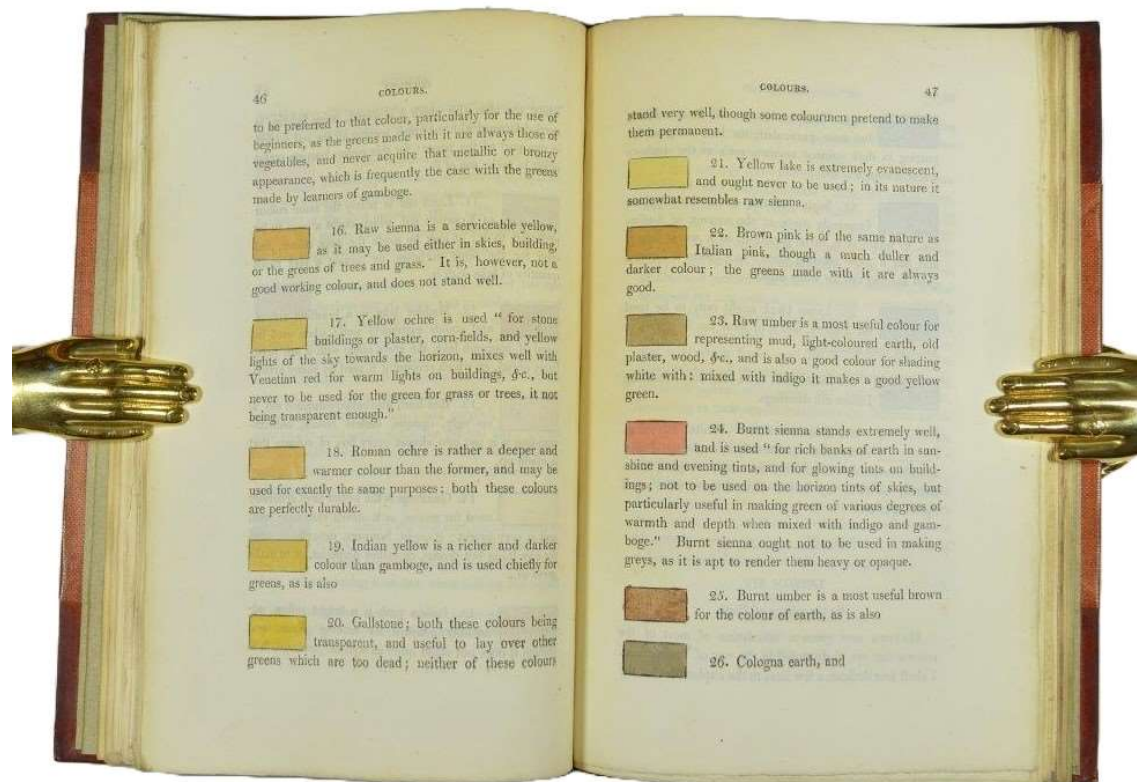 46
COLOURS.
to be preferred to that colour, particularly for the use of
beginners, as the greens made with it are always those of
vegetables, and never acquire that metallic or bronzy
appearance, which is frequently the case with the greens
made by learners of gamboge.
16. Raw sienna is a serviceable yellow,
as it may be used either in skies, building,
or the greens of trees and grass. It is, however, not a
good working colour, and does not stand well.
17. Yellow ochre is used “ for stone
buildings or plaster, corn-fields, and yellow
lights of the sky towards the horizon, mixes well with
Venetian red for warm lights on buildings, &c., but
never to be used for the green for grass or trees, it not
being transparent enough.”
18. Roman ochre is rather a deeper and
warmer colour than the former, and may be
used for exactly the same purposes: both these colours
are perfectly durable.
19. Indian yellow is a richer and darker
colour than gamboge, and is used chiefly for
greens, as is also
20. Gallstone; both these colours being
transparent, and useful to lay over other
greens which are too dead; neither of these colours
COLOURS.
47
stand very well, though some colourmen pretend to make
them permanent.
21. Yellow lake is extremely evanescent,
and ought never to be used; in its nature it
somewhat resembles raw sienna.
22. Brown pink is of the same nature as
Italian pink, though a much duller and
darker colour; the greens made with it are always
good.
23. Raw umber is a most useful colour for
representing mud, light-coloured earth, old
plaster, wood, &c., and is also a good colour for shading
white with: mixed with indigo it makes a good yellow
green.
24. Burnt sienna stands extremely well,
and is used “ for rich banks of earth in sun-
shine and evening tints, and for glowing tints on build-
ings; not to be used on the horizon tints of skies, but
particularly useful in making green of various degrees of
warmth and depth when mixed with indigo and gam-
boge.” Burnt sienna ought not to be used in making
greys, as it is apt to render them heavy or opaque.
25. Burnt umber is a most useful brown
for the colour of earth, as is also
26. Cologna earth, and